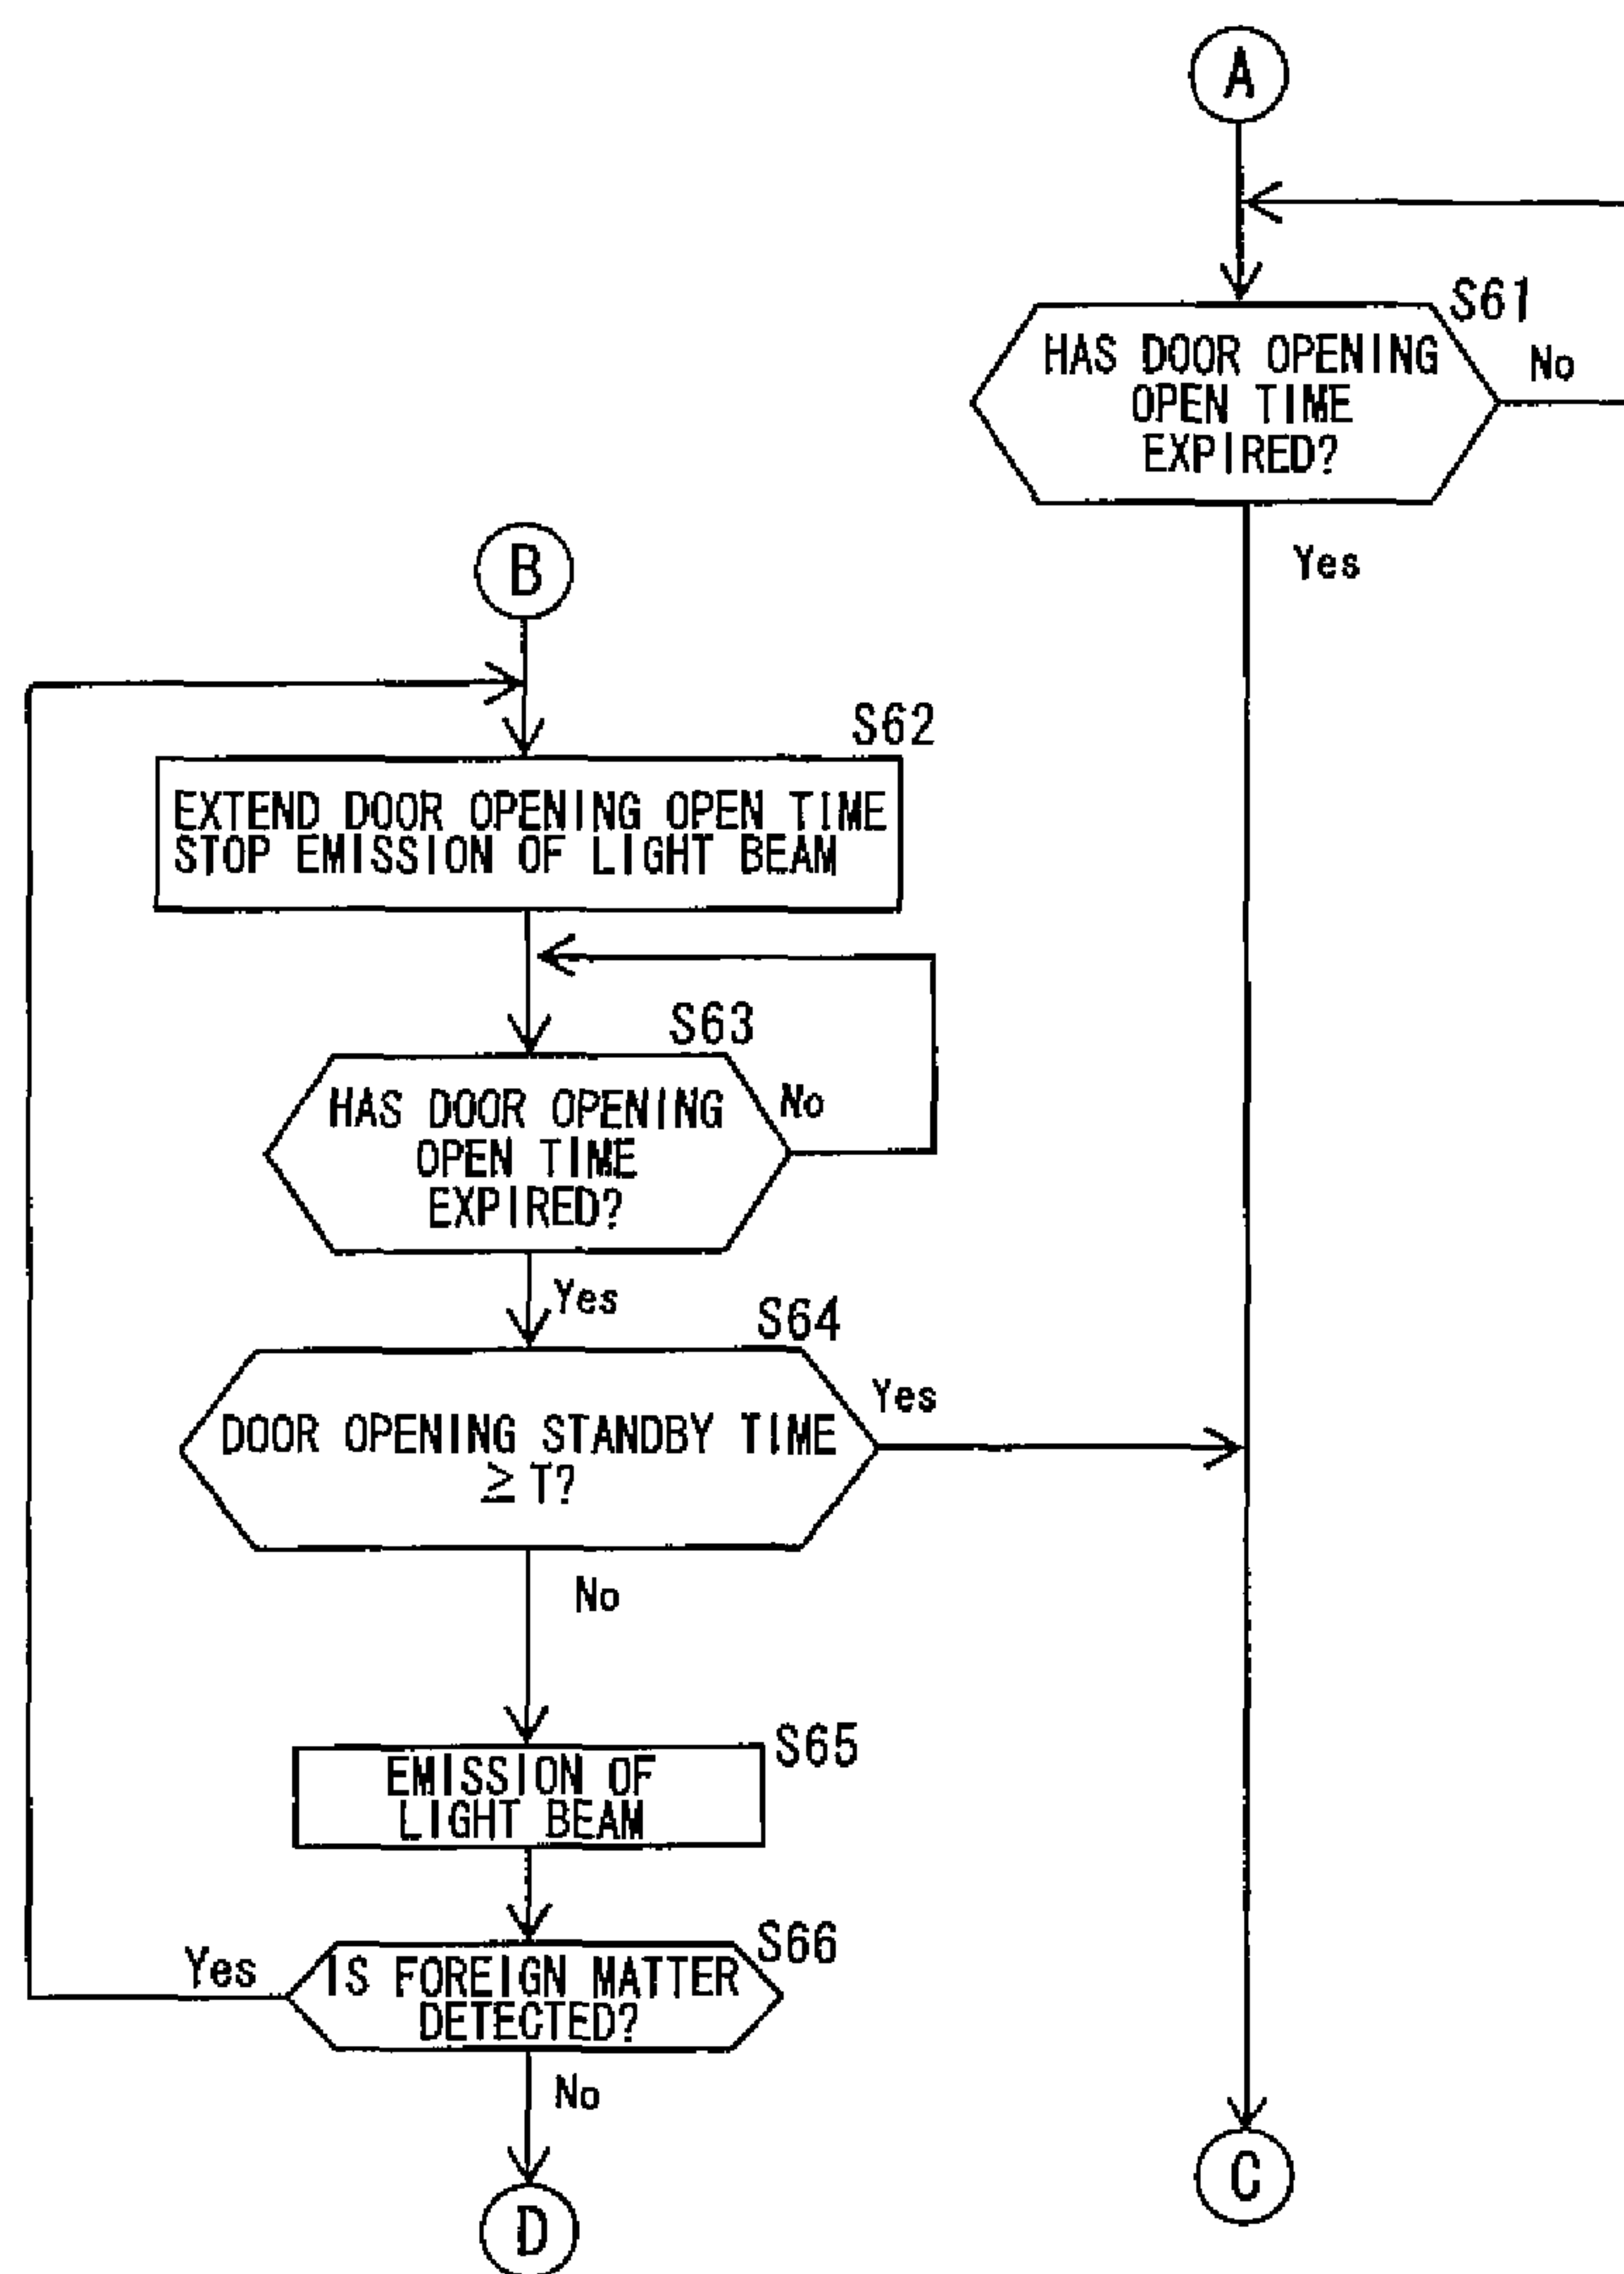 A
S61
HAS DOOR OPENING
OPEN TIME
EXPIRED?
No
Yes
B
S62
EXTEND DOOR OPENING OPEN TIME
STOP EMISSION OF LIGHT BEAM
S63
HAS DOOR OPENING
OPEN TIME
EXPIRED?
No
Yes
S64
DOOR OPENING STANDBY TIME
≥ T?
Yes
No
S65
EMISSION OF
LIGHT BEAM
S66
IS FOREIGN MATTER
DETECTED?
Yes
No
C
D